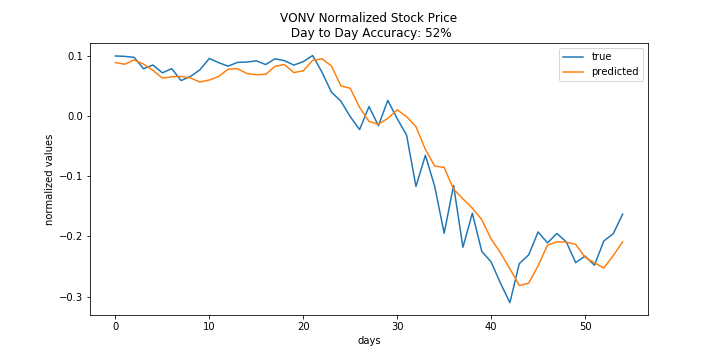 VONV Normalized Stock Price
Day to Day Accuracy: 52%
true
predicted
normalized values
0.1
0.0
−0.1
−0.2
−0.3
0
10
20
30
40
50
days